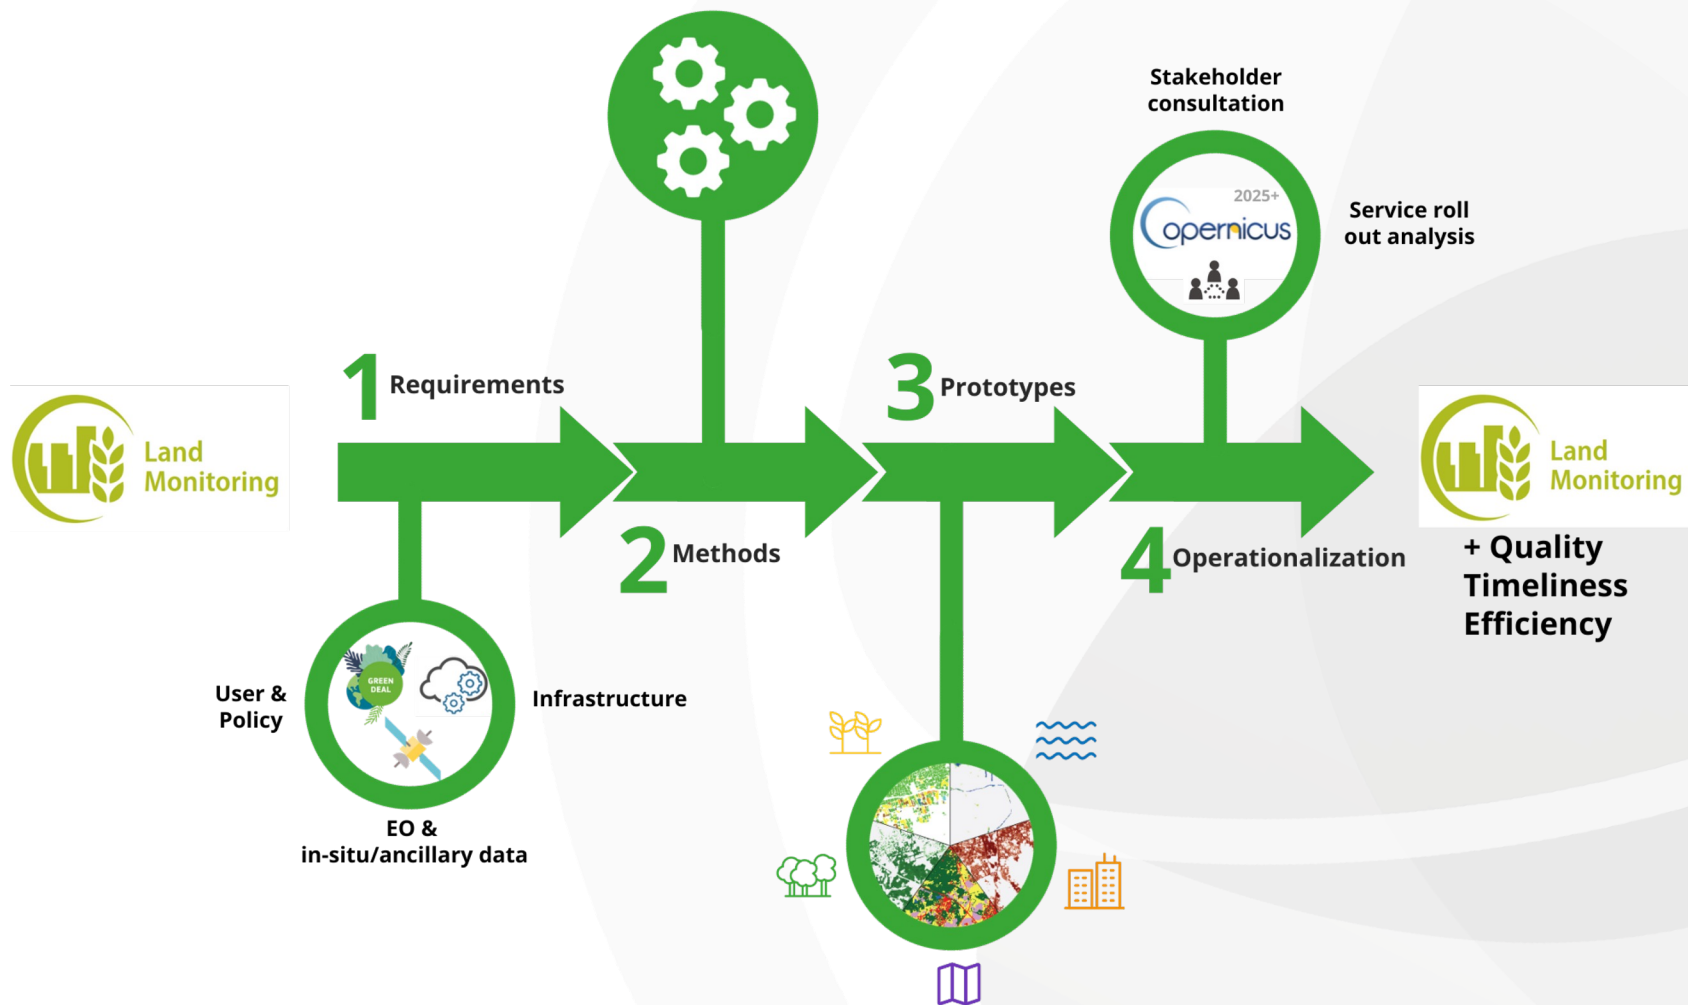 Stakeholder
consultation
2025+
Copernicus
Service roll
out analysis
1 Requirements
3 Prototypes
Land
Monitoring
Land
Monitoring
2 Methods
4 Operationalization
+ Quality
Timeliness
Efficiency
GREEN
DEAL
User &
Policy
Infrastructure
EO &
in-situ/ancillary data